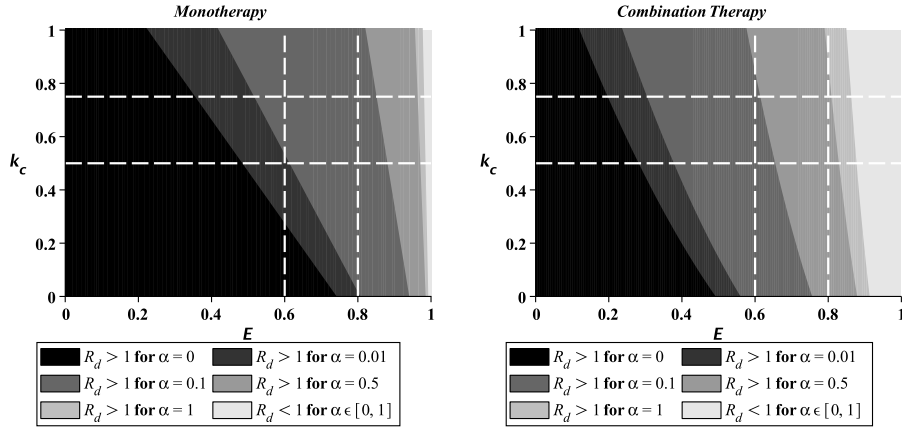 Monotherapy
1
0.8
0.6
k_c
0.4
0.2
0
0 0.2 0.4 0.6 0.8 1
E
R_d > 1 for α = 0
R_d > 1 for α = 0.01
R_d > 1 for α = 0.1
R_d > 1 for α = 0.5
R_d > 1 for α = 1
R_d < 1 for α ϵ [0, 1]
Combination Therapy
1
0.8
0.6
k_c
0.4
0.2
0
0 0.2 0.4 0.6 0.8 1
E
R_d > 1 for α = 0
R_d > 1 for α = 0.01
R_d > 1 for α = 0.1
R_d > 1 for α = 0.5
R_d > 1 for α = 1
R_d < 1 for α ϵ [0, 1]